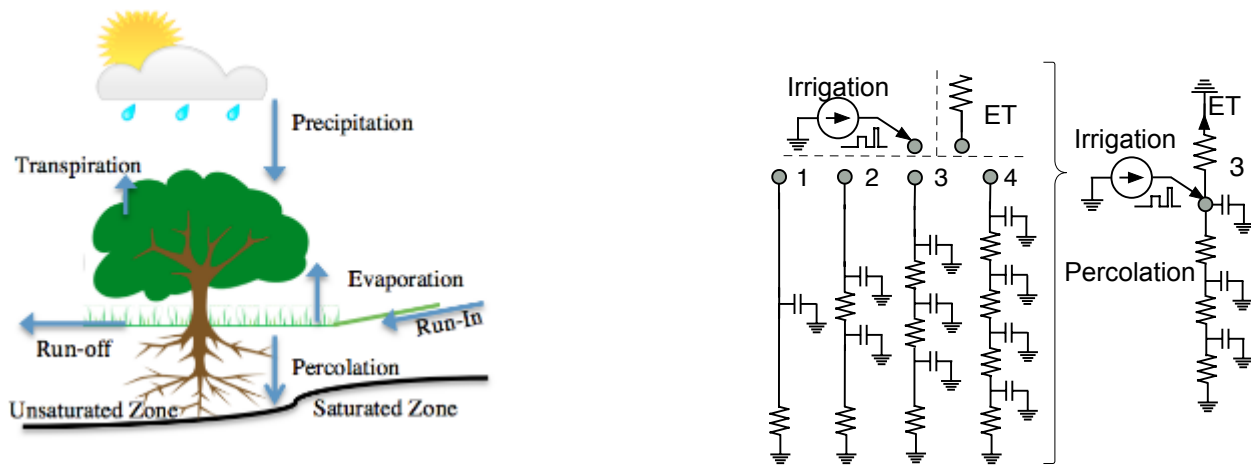 Precipitation
Transpiration
Evaporation
Run-In
Run-off
Percolation
Unsaturated Zone
Saturated Zone
Irrigation
ET
1
2
3
4
ET
Irrigation
3
Percolation